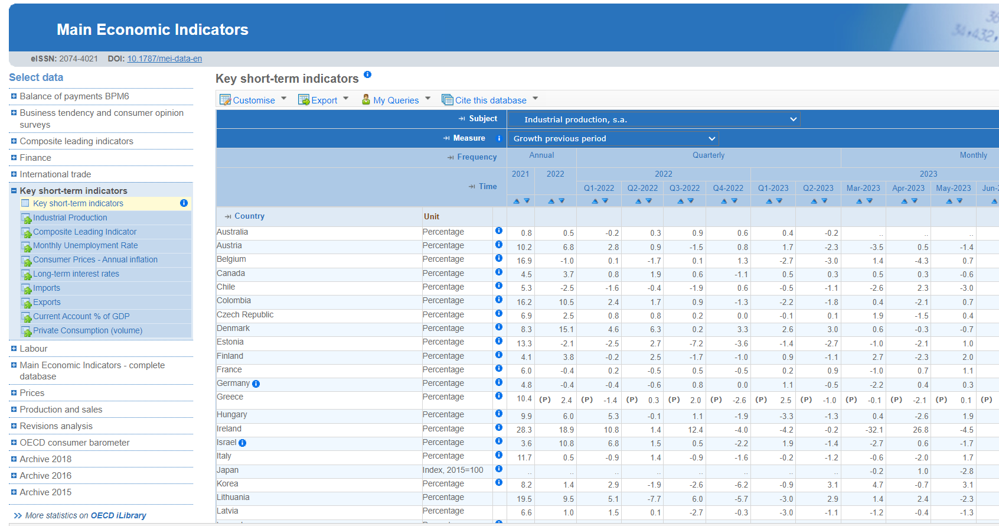 Main Economic Indicators
eISSN: 2074-4021 DOI: 10.1787/mei-data-en
Select data
Balance of payments BPM6
Business tendency and consumer opinion
surveys
Composite leading indicators
Finance
International trade
Key short-term indicators
Key short-term indicators
Industrial Production
Composite Leading Indicator
Monthly Unemployment Rate
Consumer Prices - Annual inflation
Long-term interest rates
Imports
Exports
Current Account % of GDP
Private Consumption (volume)
Labour
Main Economic Indicators - complete
database
Prices
Production and sales
Revisions analysis
OECD consumer barometer
Archive 2018
Archive 2016
Archive 2015
More statistics on OECD iLibrary
Key short-term indicators
Customise Export My Queries Cite this database
Subject Industrial production, s.a.
Measure Growth previous period
Frequency Annual Quarterly Monthly
2021 2022 2022 2023
Time Q1-2022 Q2-2022 Q3-2022 Q4-2022 Q1-2023 Q2-2023 Mar-2023 Apr-2023 May-2023
Country Unit
Australia Percentage 0.8 0.5 -0.2 0.3 0.9 0.6 0.4 -0.2 .. .. ..
Austria Percentage 10.2 6.8 2.8 0.9 -1.5 0.8 1.7 -2.3 -3.5 0.5 -1.4
Belgium Percentage 16.9 -1.0 0.1 -1.7 0.1 1.3 -2.7 -3.0 1.4 -4.3 0.7
Canada Percentage 4.5 3.7 0.8 1.9 0.6 -1.1 0.5 0.3 0.5 0.3 -0.6
Chile Percentage 5.3 -2.5 -1.6 -0.4 -1.9 0.6 -0.5 -1.1 -2.6 2.3 -3.0
Colombia Percentage 16.2 10.5 2.4 1.7 0.9 -1.3 -2.2 -1.8 0.4 -2.1 0.7
Czech Republic Percentage 6.9 2.5 0.8 0.8 0.2 0.0 -0.1 0.1 1.9 -1.5 0.4
Denmark Percentage 8.3 15.1 4.6 6.3 0.2 3.3 2.6 3.0 0.6 -0.3 -0.7
Estonia Percentage 13.3 -2.1 -2.5 2.7 -7.2 -3.6 -1.4 -2.7 -1.0 -2.1 1.0
Finland Percentage 4.1 3.8 -0.2 2.5 -1.7 -1.0 0.9 -1.1 2.7 -2.3 2.0
France Percentage 6.0 -0.4 0.2 -0.5 0.5 -0.5 0.2 0.9 -1.0 0.7 1.1
Germany Percentage 4.8 -0.4 -0.4 -0.6 0.8 0.0 1.1 -0.5 -2.2 0.4 0.3
Greece Percentage 10.4 (P) 2.4 (P) -1.4 (P) 0.3 (P) 2.0 (P) -2.6 (P) 2.5 (P) -1.0 (P) -0.1 (P) -2.1 (P) 0.1 (P)
Hungary Percentage 9.9 6.0 5.3 -0.1 1.1 -1.9 -3.3 -1.3 0.4 -2.6 1.9
Ireland Percentage 28.3 18.9 10.8 1.4 12.4 -4.0 -4.2 -0.2 -32.1 26.8 -4.5
Israel Percentage 3.6 10.8 6.8 1.5 0.5 -2.2 1.9 -1.4 -2.7 0.6 -1.7
Italy Percentage 11.7 0.5 -0.9 1.4 -0.9 -1.6 -0.2 -1.2 -0.6 -2.0 1.7
Japan Index, 2015=100 .. .. .. .. .. .. .. .. -0.2 1.0 -2.8
Korea Percentage 8.2 1.4 2.9 -1.9 -2.6 -6.2 -0.9 3.1 4.7 -0.7 3.1
Lithuania Percentage 19.5 9.5 5.1 -7.7 6.0 -5.7 -3.0 2.9 1.4 2.4 -2.3
Latvia Percentage 6.6 1.0 1.5 0.1 -2.7 -0.3 -3.0 -1.1 -1.2 -0.4 -1.3